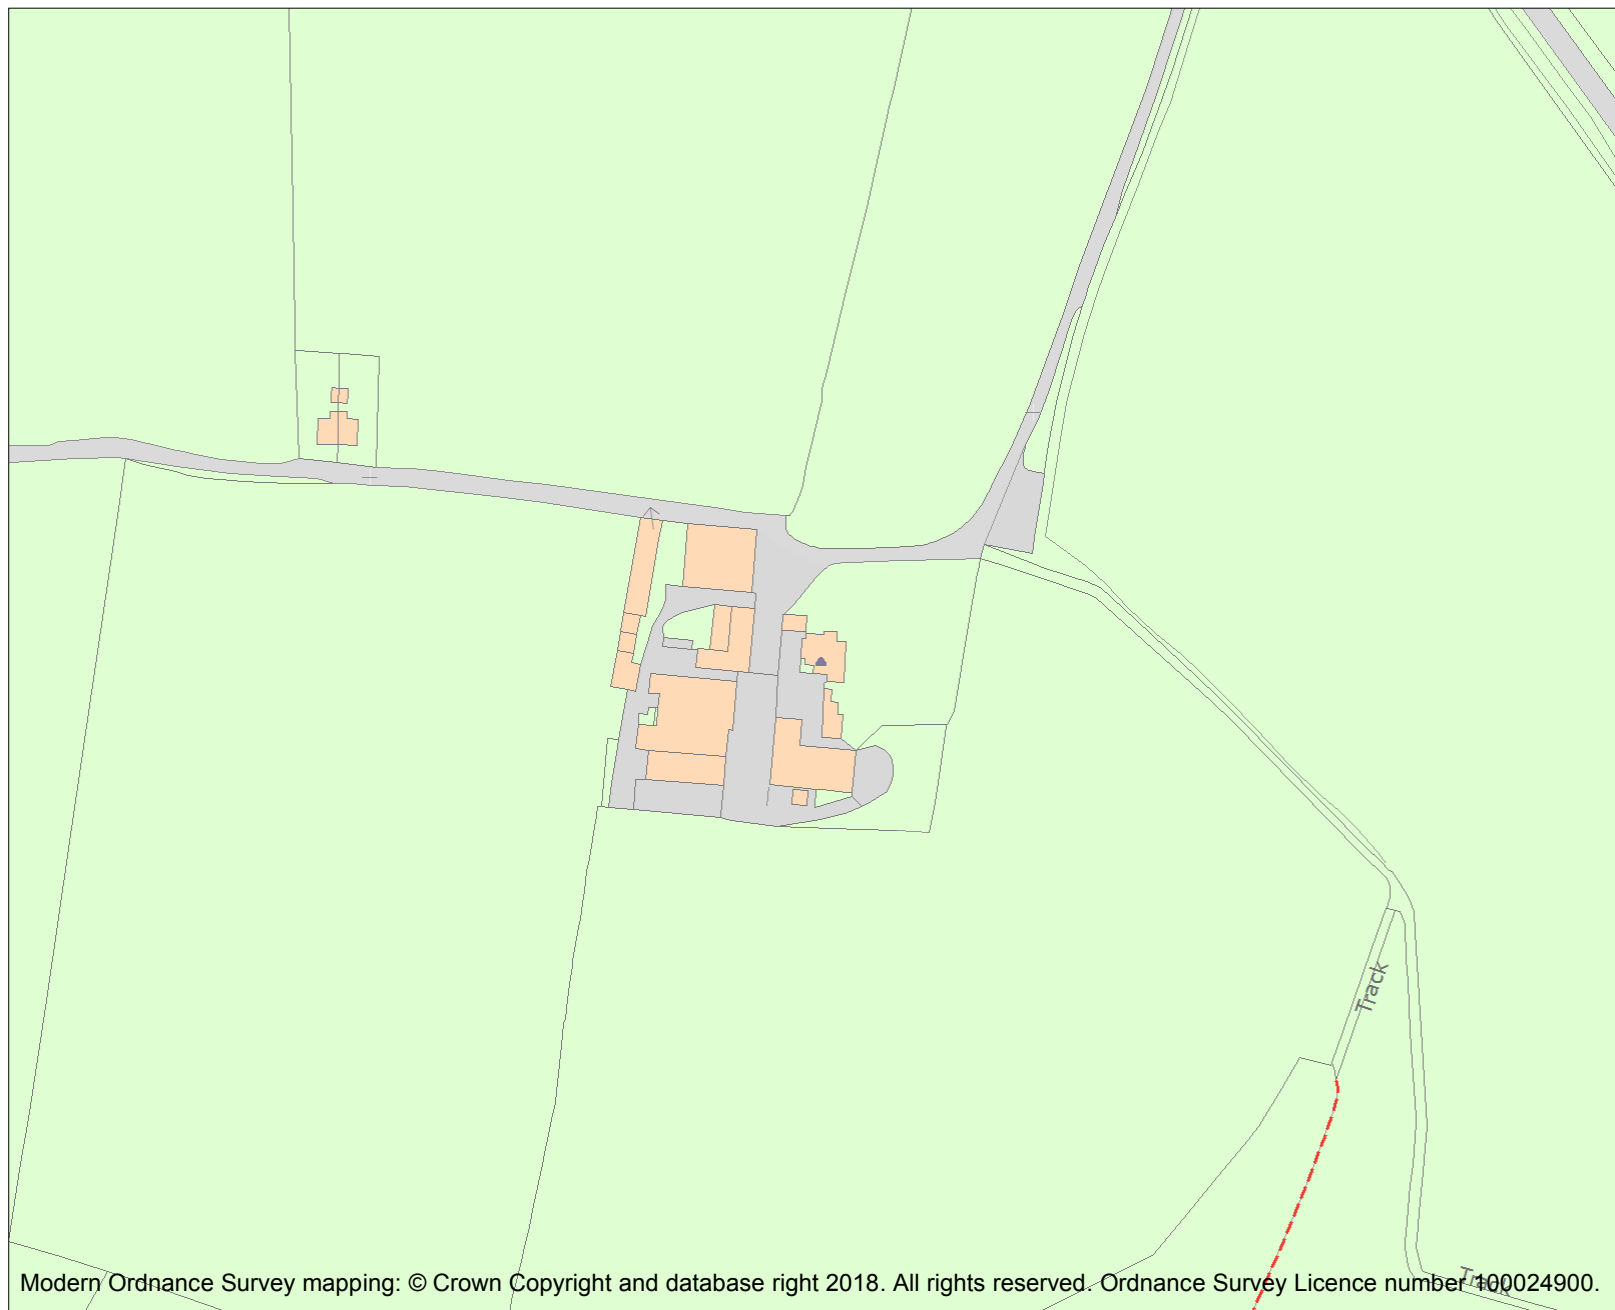 Track
Track
Modern Ordnance Survey mapping: © Crown Copyright and database right 2018. All rights reserved. Ordnance Survey Licence number 100024900.